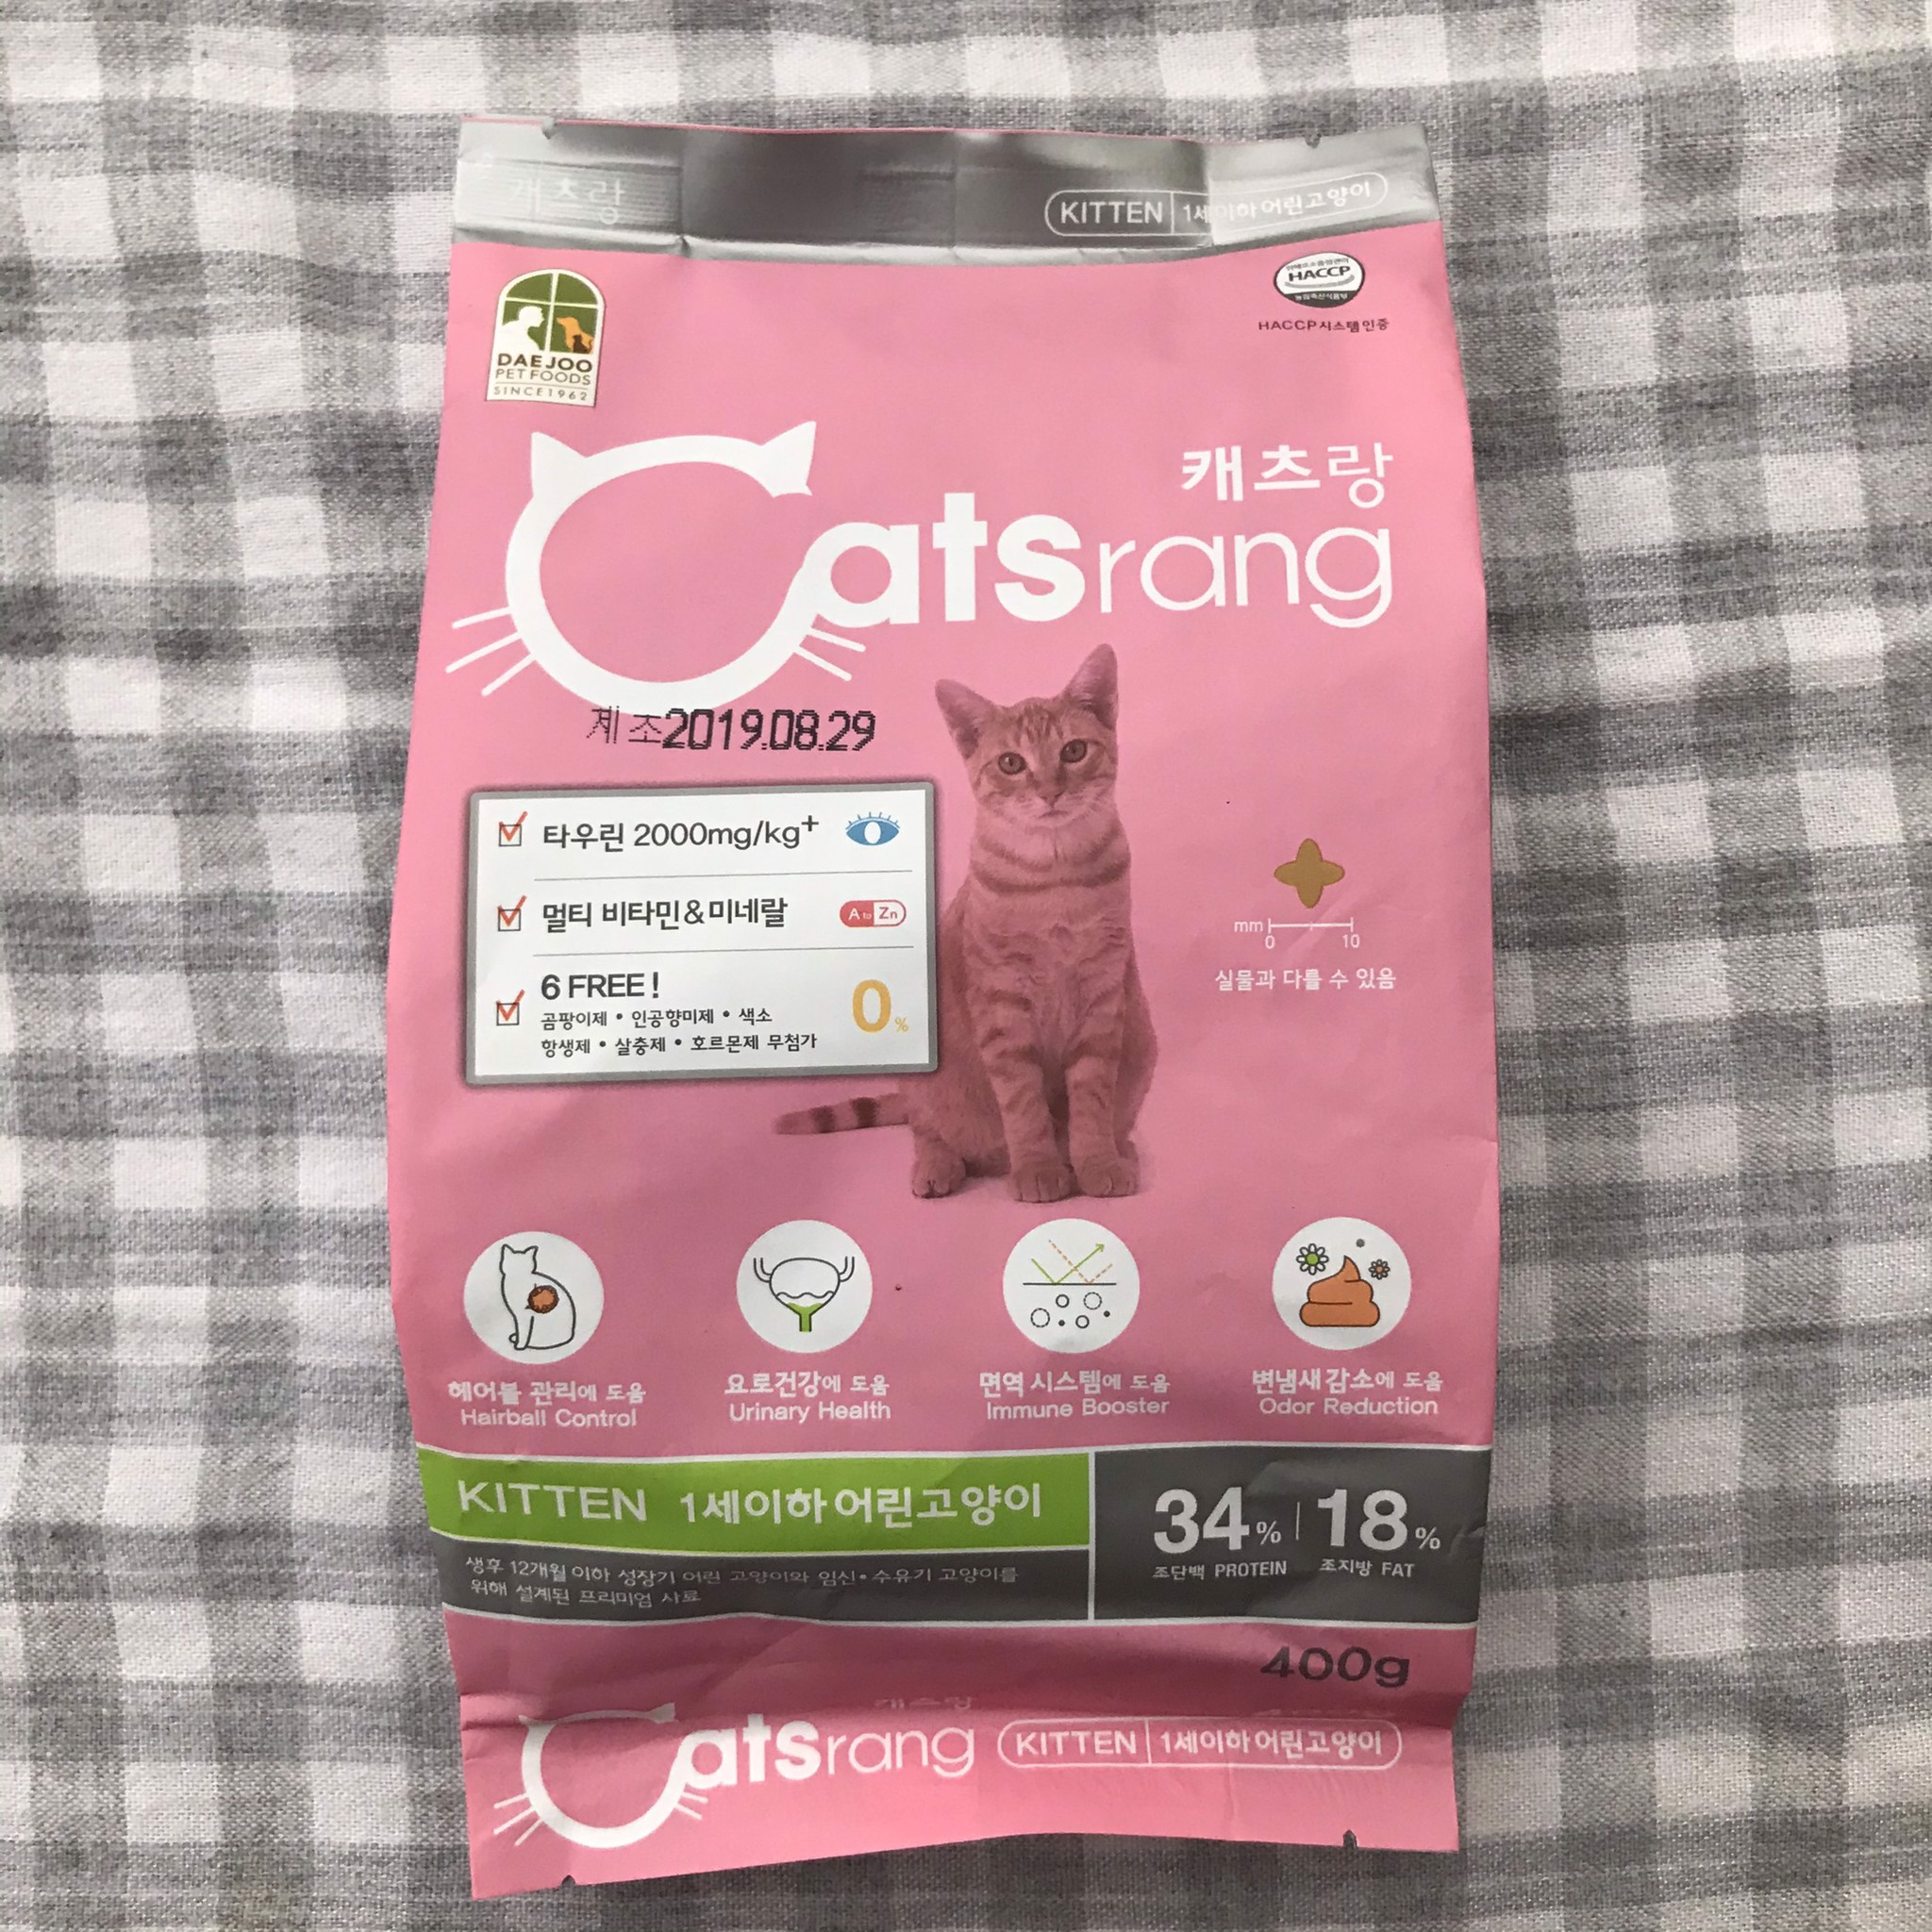 캐츠랑
KITTEN 1세이하 어린고양이
HACCP
HACCP시스템인증
DAEJOO
PET FOODS
SINCE1962
캐츠랑
Catsrang
제조2019.08.29
타우린 2000mg/kg+
멀티 비타민&미네랄
A to Zn
6 FREE!
곰팡이제 • 인공향미제 • 색소
항생제 • 살충제 • 호르몬제 무첨가
0%
mm
0 10
실물과 다를 수 있음
헤어볼 관리에 도움
Hairball Control
요로건강에 도움
Urinary Health
면역 시스템에 도움
Immune Booster
변냄새 감소에 도움
Odor Reduction
KITTEN 1세이하 어린고양이
생후 12개월 이하 성장기 어린 고양이와 임신•수유기 고양이를
위해 설계된 프리미엄 사료
34% 18%
조단백 PROTEIN 조지방 FAT
400g
캐츠랑
Catsrang KITTEN 1세이하 어린고양이